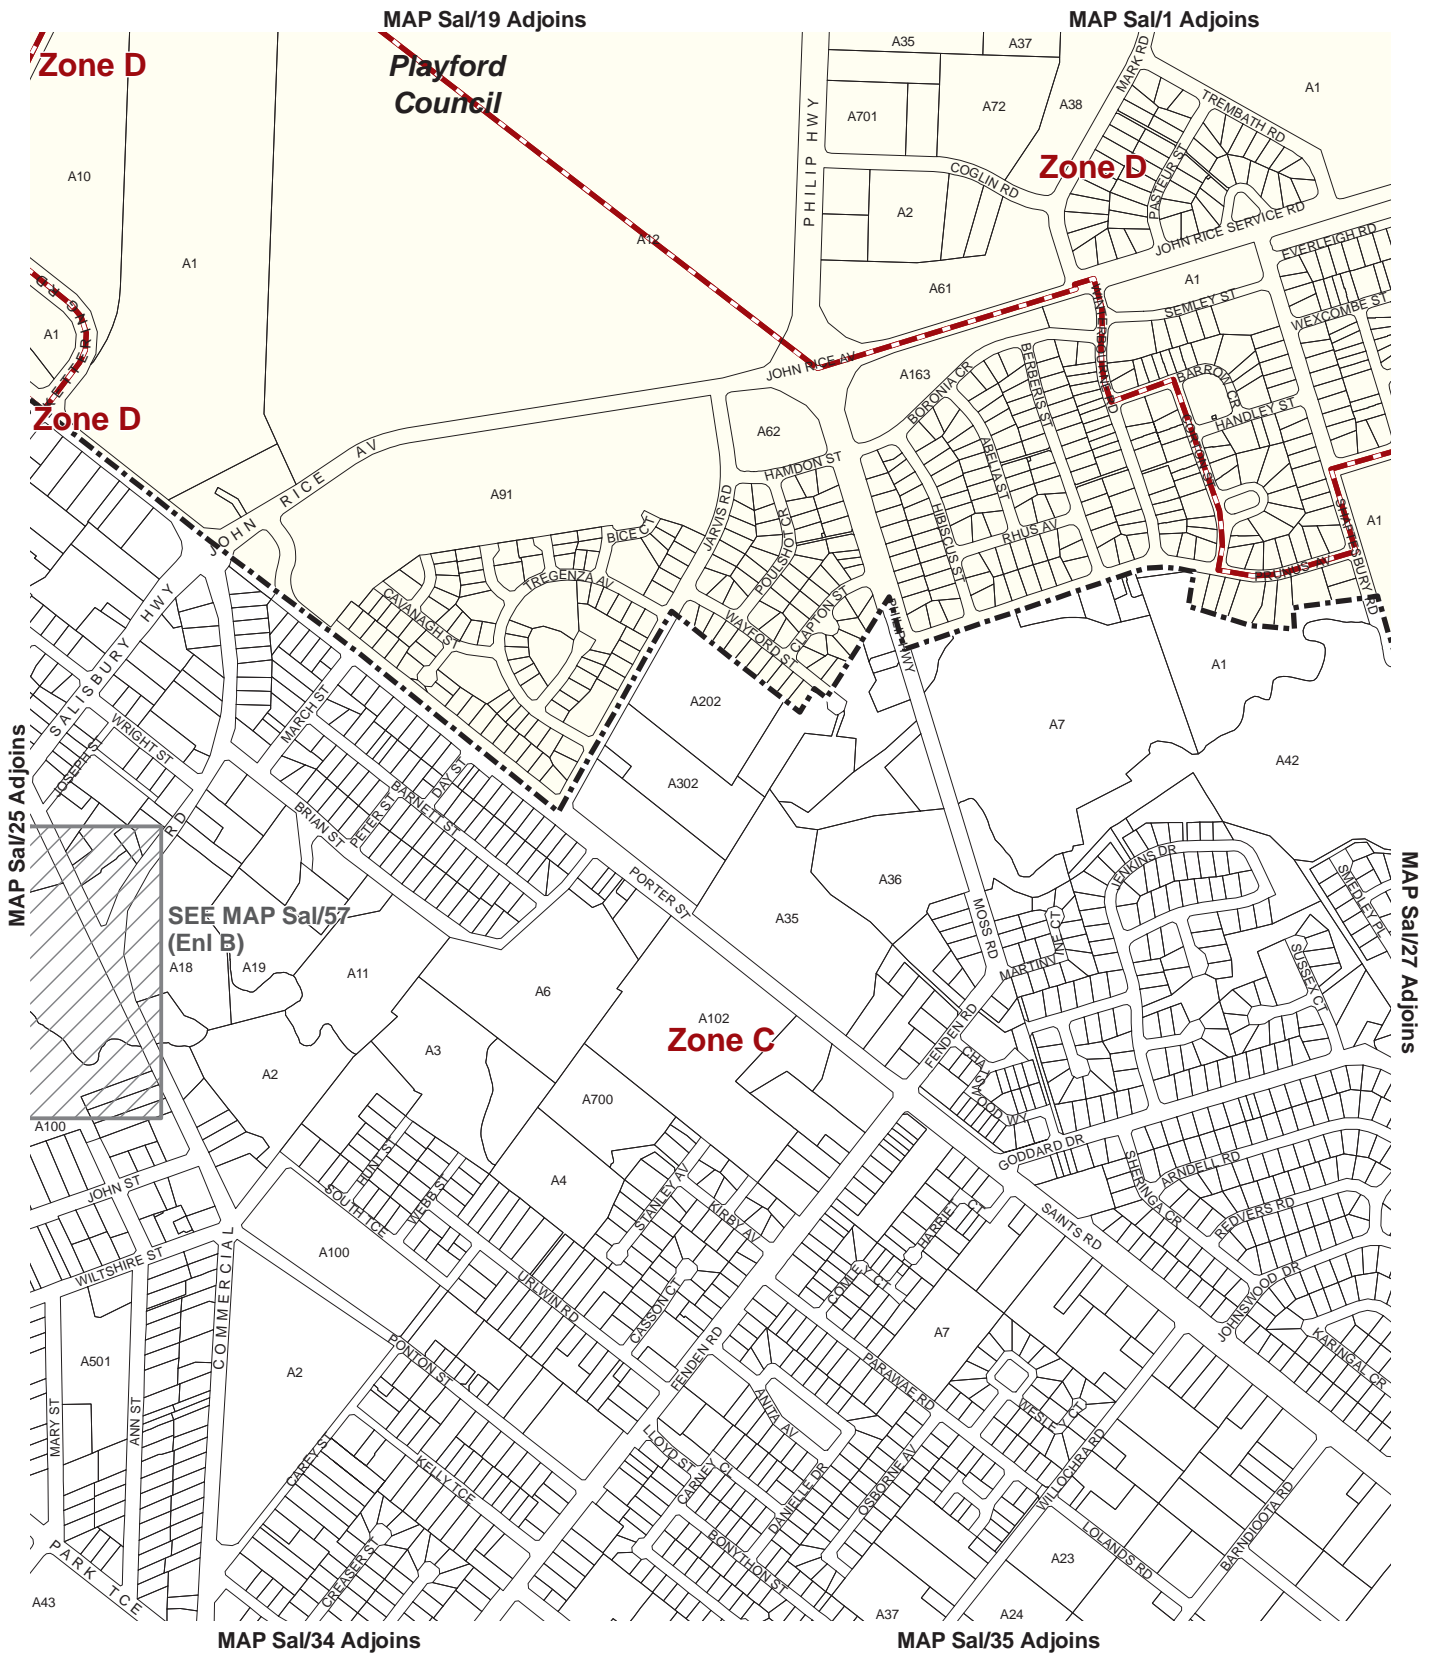 MAP Sal/19 Adjoins
MAP Sal/1 Adjoins
Zone D
Playford
Council
A35
A37
MARK RD
A1
A72
A38
A701
TREMBATH RD
PHILIP HWY
PASTEUR ST
Zone D
COGLIN RD
A10
A2
A12
JOHN RICE SERVICE RD
EVERLEIGH RD
A1
A1
A61
SEMLEY ST
WEXCOMBE ST
A1
JOHN RICE AV
A163
BORONIA CR
BERBERIS ST
BARROW CR
HANDLEY ST
Zone D
A62
HAMDON ST
ABELIA ST
JOHN RICE AV
A91
JARVIS RD
POULSHOT CR
HIBISCUS ST
RHUS AV
A1
SHAFTESBURY RD
BICE CT
TREGENZA AV
CAVANAGH ST
WAYFORD ST
CLAPTON ST
PHILIP HWY
SALISBURY HWY
A1
A202
A7
A42
MARCH ST
WRIGHT ST
JOSEPH ST
A302
DAY ST
BARNETT ST
PETER ST
BRIAN ST
RD
MAP Sal/25 Adjoins
JENKINS DR
SMEDLEY PL
PORTER ST
A36
MAP Sal/27 Adjoins
SEE MAP Sal/57
(Enl B)
A35
MOSS RD
MARTINVINE CT
SUSSEX CT
A18
A19
A11
A6
A102
Zone C
FENDEN RD
CHATSWOOD WY
A3
A2
A700
A100
GODDARD DR
SHERINGA CR
ARNDELL RD
HUNT ST
A4
STANLEY AV
JOHN ST
SOUTH TCE
WEBB ST
KIRBY AV
HARRIET CT
SAINTS RD
REDVERS RD
A100
WILTSHIRE ST
COMMERCIAL
URLWIN RD
CASSON CT
COMLEY CT
JOHNSWOOD DR
A7
KARINGAL CR
A501
A2
PONTON ST
FENDEN RD
PARAWAE RD
ANITA AV
WESLEY CT
MARY ST
ANN ST
CAREY ST
LLOYD ST
CARNEY CT
KELLY TCE
DANIELLE DR
OSBORNE AV
WILLOCHRA RD
BARNDIOOTA RD
PARK TCE
CREASER ST
BONYTHON ST
LOLANDS RD
A23
A43
A37
A24
MAP Sal/34 Adjoins
MAP Sal/35 Adjoins